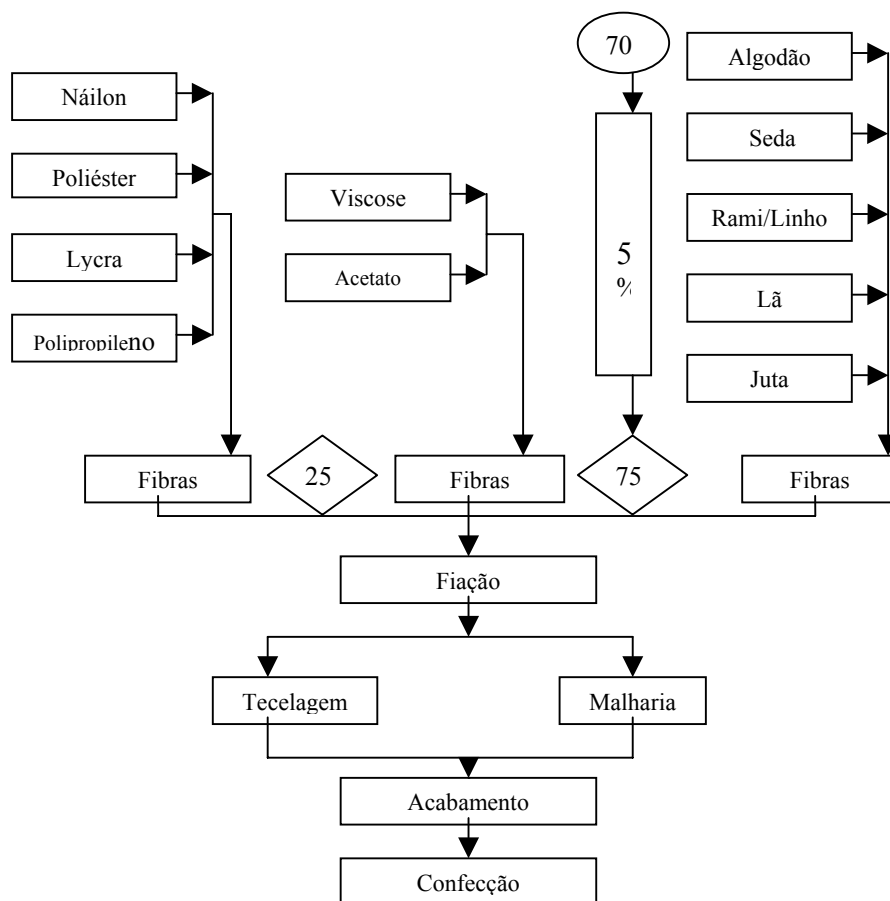 70
Algodão
Náilon
Seda
Poliéster
Viscose
Rami/Linho
Lycra
5
%
Acetato
Lã
Polipropileno
Juta
Fibras
25
Fibras
75
Fibras
Fiação
Tecelagem
Malharia
Acabamento
Confecção